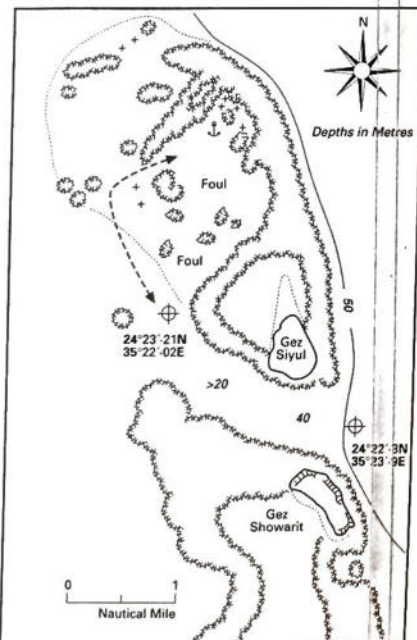 N
Depths in Metres
Foul
Foul
50
24°23´·21N
35°22´·02E
Gez
Siyul
>20
40
24°22´·3N
35°23´·9E
Gez
Showarit
0 1
Nautical Mile